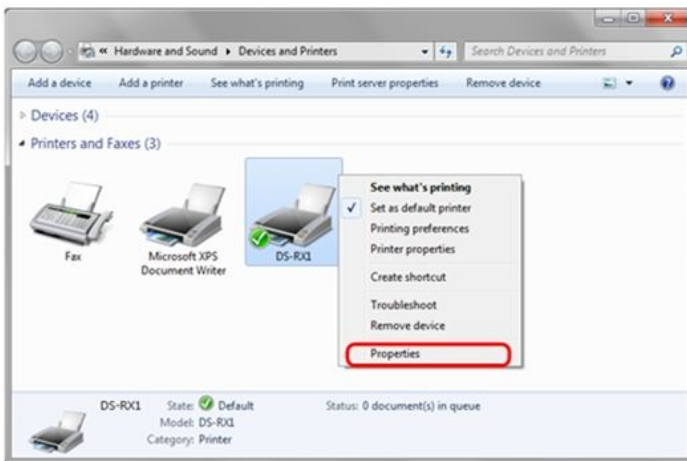 « Hardware and Sound ▸ Devices and Printers Search Devices and Printers
Add a device Add a printer See what's printing Print server properties Remove device
Devices (4)
Printers and Faxes (3)
Fax
Microsoft XPS
Document Writer
DS-RX1
See what's printing
Set as default printer
Printing preferences
Printer properties
Create shortcut
Troubleshoot
Remove device
Properties
DS-RX1 State: Default Status: 0 document(s) in queue
Model: DS-RX1
Category: Printer